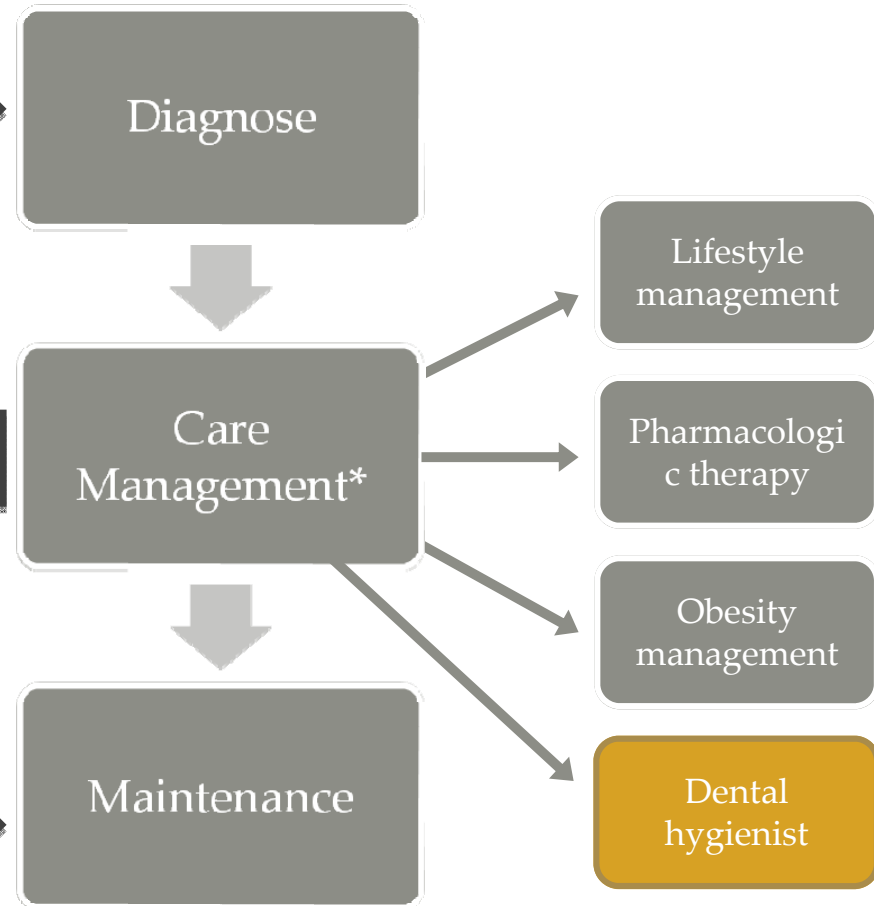 Diagnose
Care
Management*
Maintenance
Lifestyle
management
Pharmacologi
c therapy
Obesity
management
Dental
hygienist